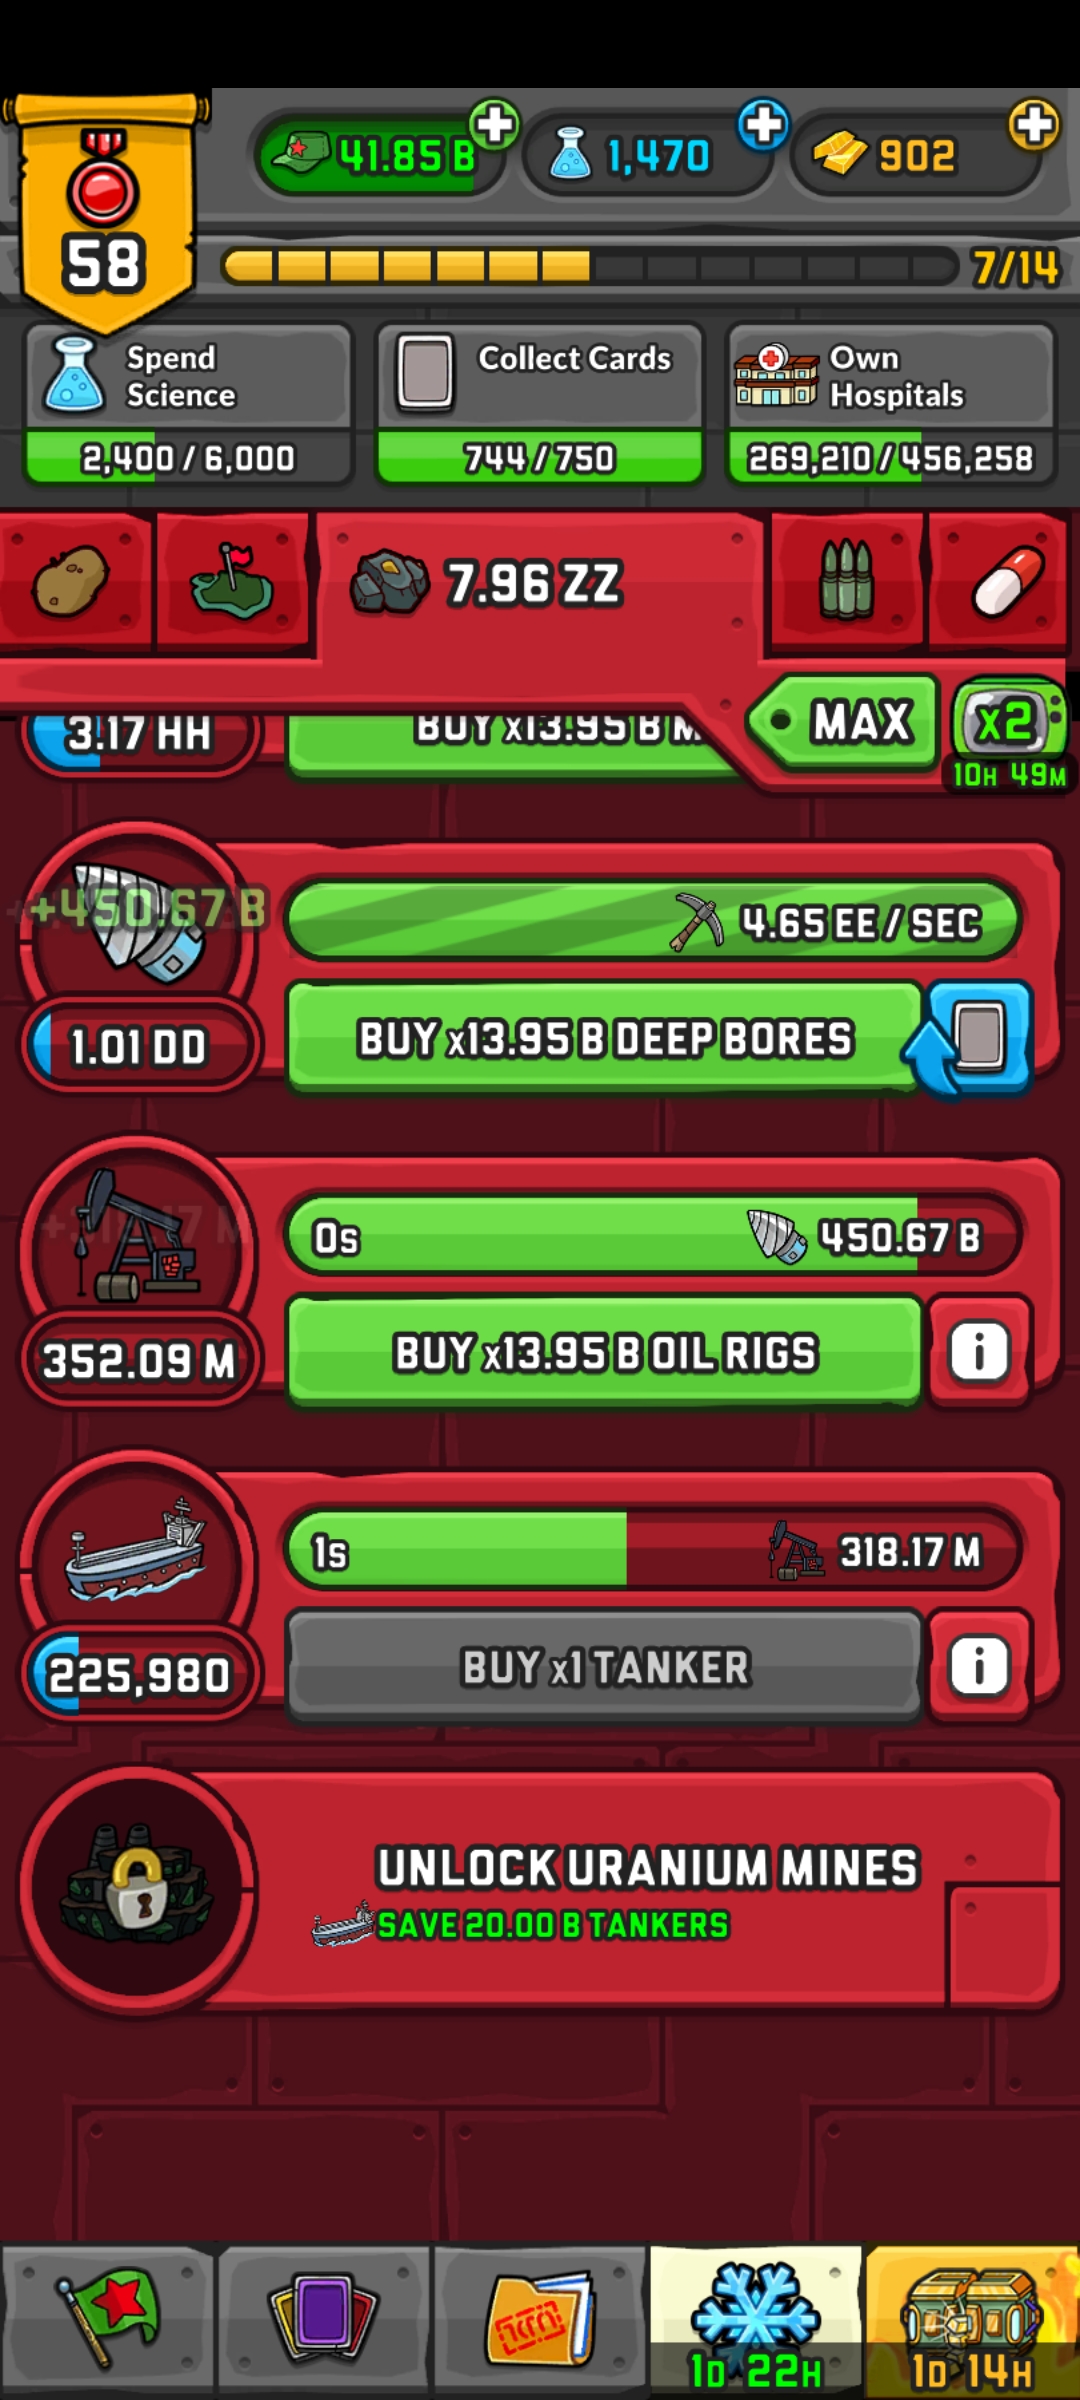 41.85 B
1,470
902
58
7/14
Spend
Science
Collect Cards
Own
Hospitals
2,400 / 6,000
744 / 750
269,210 / 456,258
7.96 ZZ
MAX
x2
10H 49M
3.17 HH
BUY x13.95 B M
+450.67 B
4.65 EE / SEC
1.01 DD
BUY x13.95 B DEEP BORES
+318.17 M
0s
450.67 B
352.09 M
BUY x13.95 B OIL RIGS
i
1s
318.17 M
225,980
BUY x1 TANKER
i
UNLOCK URANIUM MINES
SAVE 20.00 B TANKERS
1D 22H
1D 14H